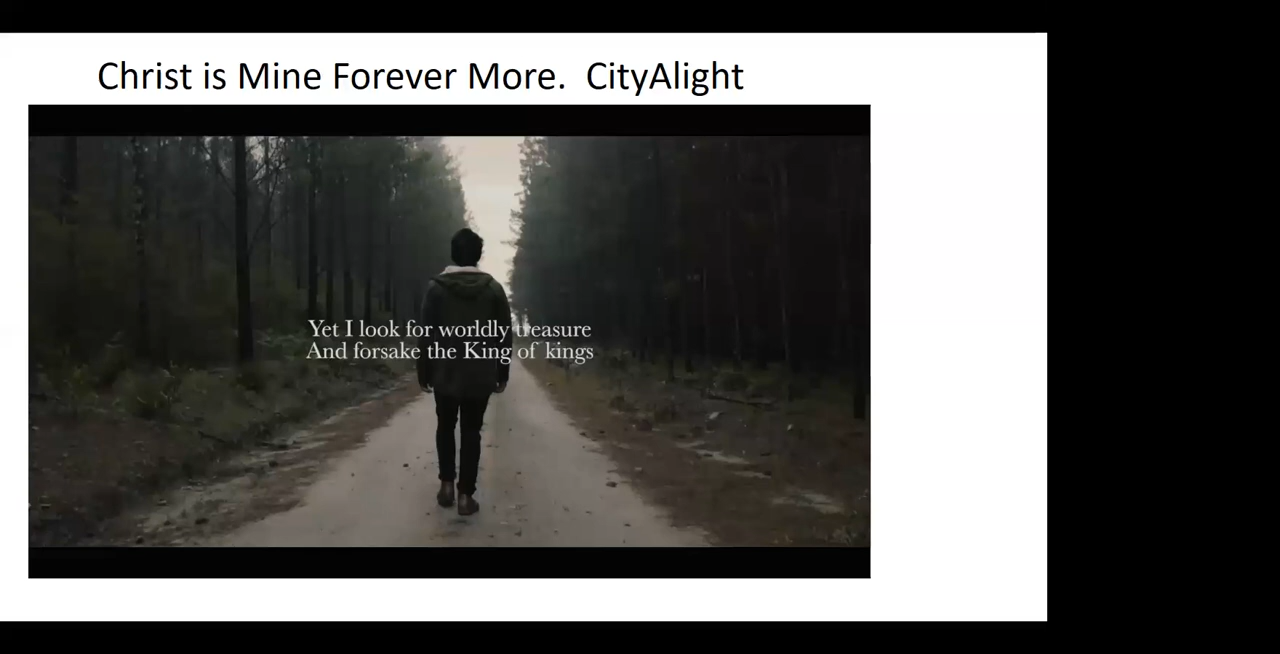 Christ is Mine Forever More.  CityAlight
Yet I look for worldly treasure
And forsake the King of kings